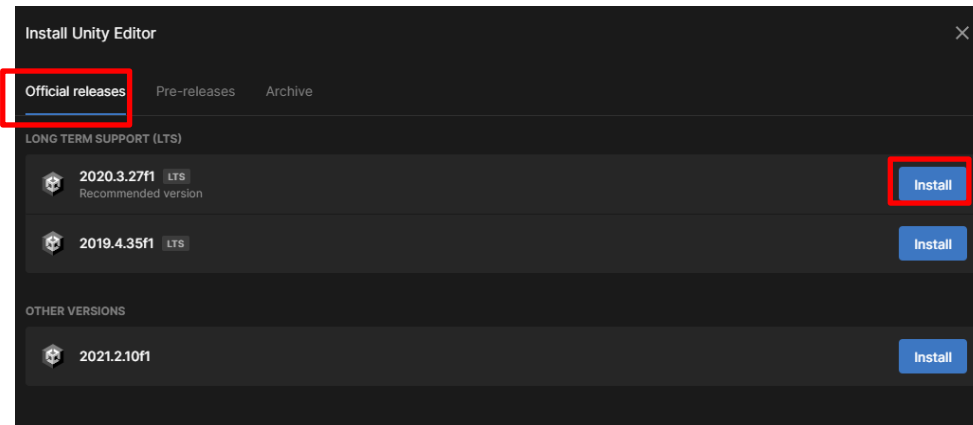 Install Unity Editor
Official releases Pre-releases Archive
LONG TERM SUPPORT (LTS)
2020.3.27f1 LTS
Recommended version
Install
2019.4.35f1 LTS
Install
OTHER VERSIONS
2021.2.10f1
Install